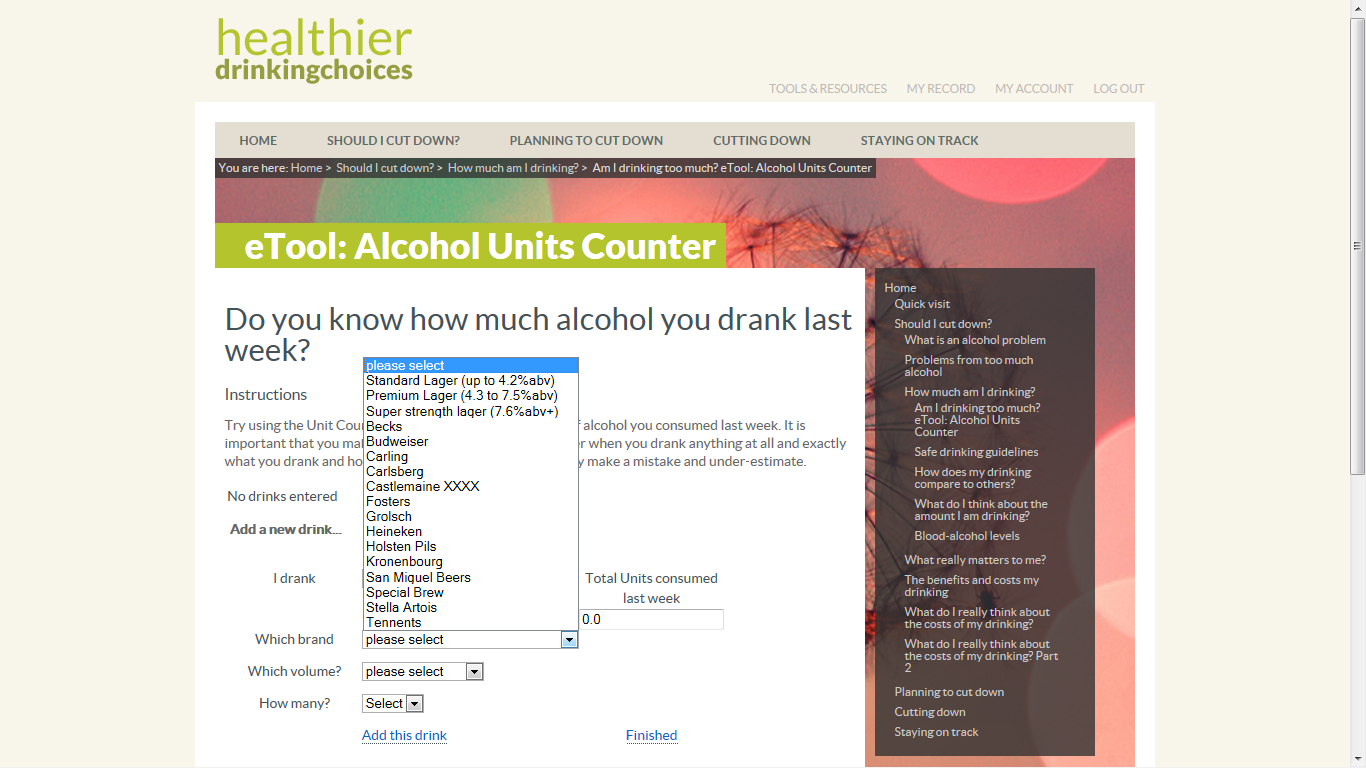 healthier
drinkingchoices
TOOLS & RESOURCES MY RECORD MY ACCOUNT LOG OUT
HOME SHOULD I CUT DOWN? PLANNING TO CUT DOWN CUTTING DOWN STAYING ON TRACK
You are here: Home > Should I cut down? > How much am I drinking? > Am I drinking too much? eTool: Alcohol Units Counter
eTool: Alcohol Units Counter
Do you know how much alcohol you drank last
week?
Instructions
Try using the Unit Cou
f alcohol you consumed last week. It is
important that you ma
r when you drank anything at all and exactly
what you drank and ho
y make a mistake and under-estimate.
No drinks entered
Add a new drink...
I drank
Total Units consumed
last week
0.0
please select
Standard Lager (up to 4.2%abv)
Premium Lager (4.3 to 7.5%abv)
Super strength lager (7.6%abv+)
Becks
Budweiser
Carling
Carlsberg
Castlemaine XXXX
Fosters
Grolsch
Heineken
Holsten Pils
Kronenbourg
San Miguel Beers
Special Brew
Stella Artois
Tennents
Which brand please select
Which volume? please select
How many? Select
Add this drink Finished
Home
Quick visit
Should I cut down?
What is an alcohol problem
Problems from too much
alcohol
How much am I drinking?
Am I drinking too much?
eTool: Alcohol Units
Counter
Safe drinking guidelines
How does my drinking
compare to others?
What do I think about the
amount I am drinking?
Blood-alcohol levels
What really matters to me?
The benefits and costs my
drinking
What do I really think about
the costs of my drinking?
What do I really think about
the costs of my drinking? Part
2
Planning to cut down
Cutting down
Staying on track